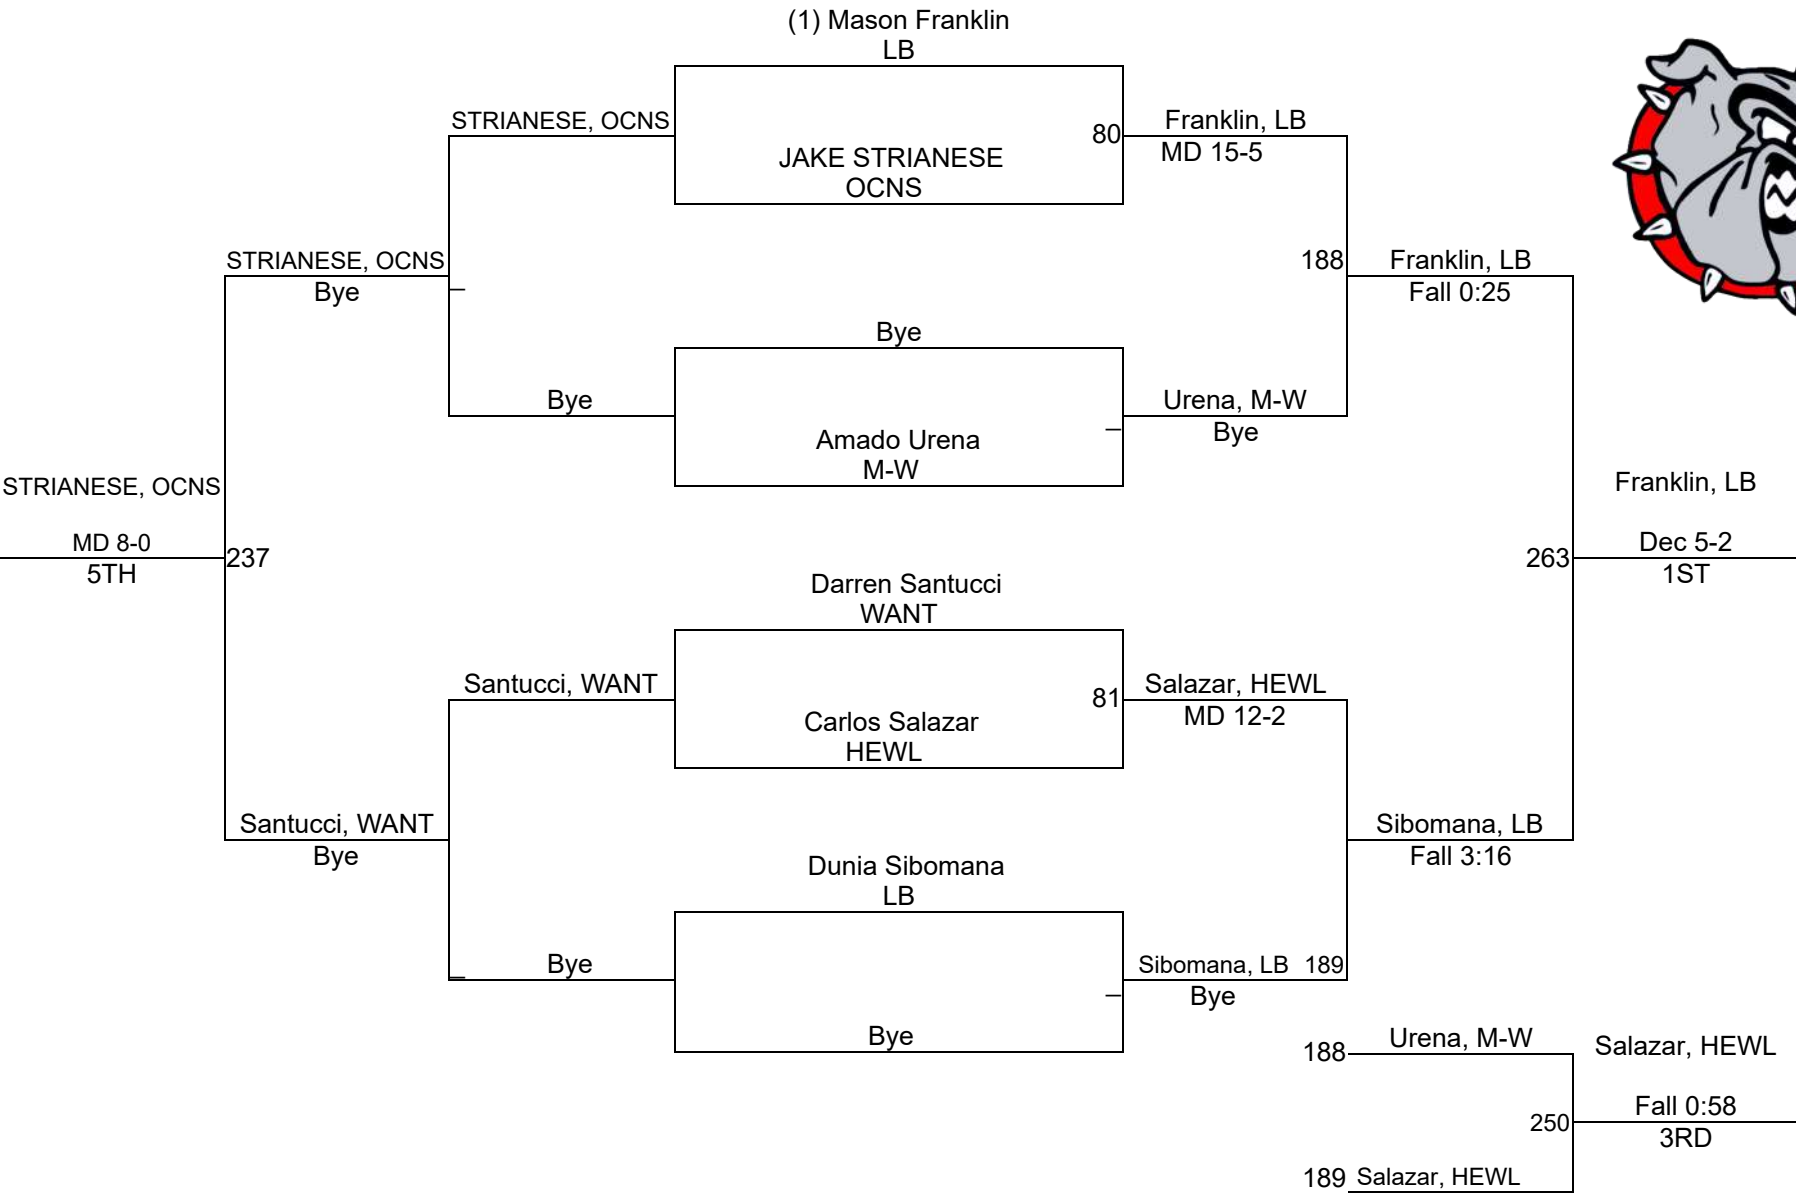 (1) Mason Franklin
LB
STRIANESE, OCNS
80
Franklin, LB
MD 15-5
JAKE STRIANESE
OCNS
STRIANESE, OCNS
Bye
188
Franklin, LB
Fall 0:25
Bye
Bye
Urena, M-W
Bye
Amado Urena
M-W
STRIANESE, OCNS
MD 8-0
5TH
237
Franklin, LB
263
Dec 5-2
1ST
Darren Santucci
WANT
Santucci, WANT
81
Salazar, HEWL
MD 12-2
Carlos Salazar
HEWL
Santucci, WANT
Bye
Sibomana, LB
Fall 3:16
Dunia Sibomana
LB
Bye
Sibomana, LB 189
Bye
Bye
188
Urena, M-W
Salazar, HEWL
250
Fall 0:58
3RD
189 Salazar, HEWL